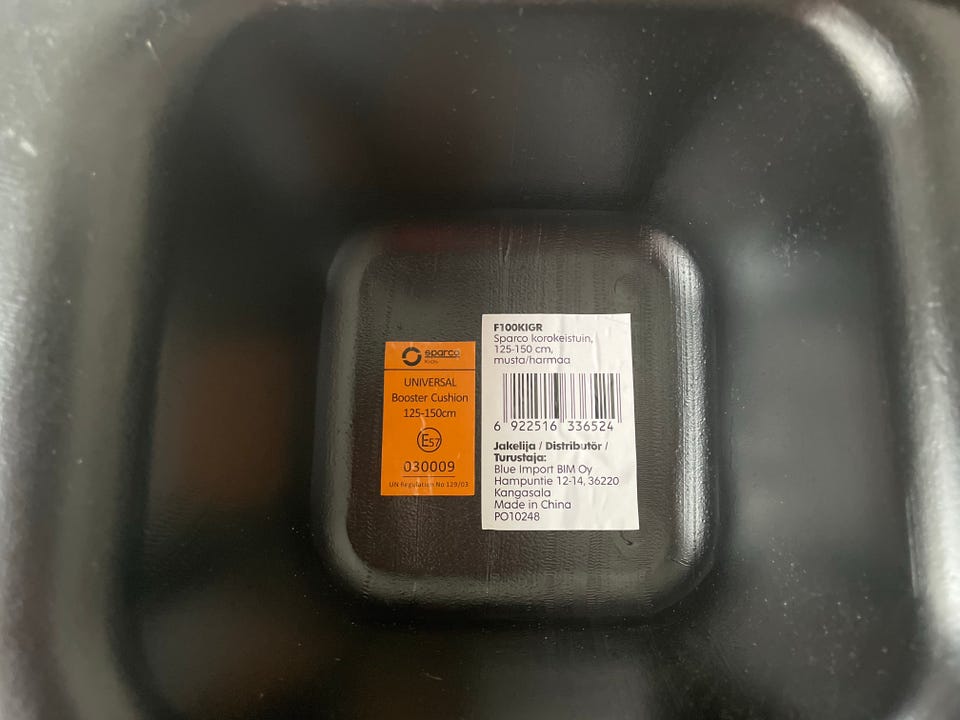 sparco
Kids
UNIVERSAL
Booster Cushion
125-150cm
E57
030009
UN Regulation No 129/03
F100KIGR
Sparco korokeistuin,
125-150 cm,
musta/harmaa
6 922516 336524
Jakelija / Distributör /
Turustaja:
Blue Import BIM Oy
Hampuntie 12-14, 36220
Kangasala
Made in China
PO10248